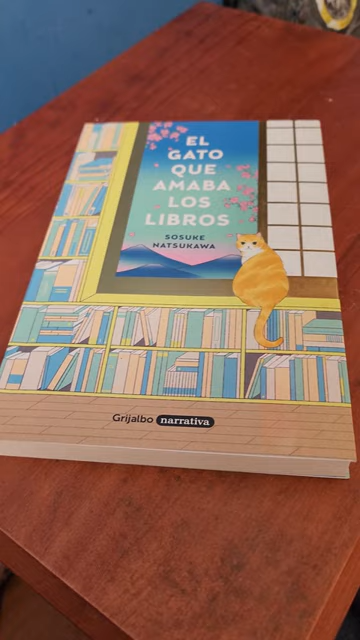 EL
GATO
QUE
AMABA
LOS
LIBROS
SOSUKE
NATSUKAWA
Grijalbo narrativa